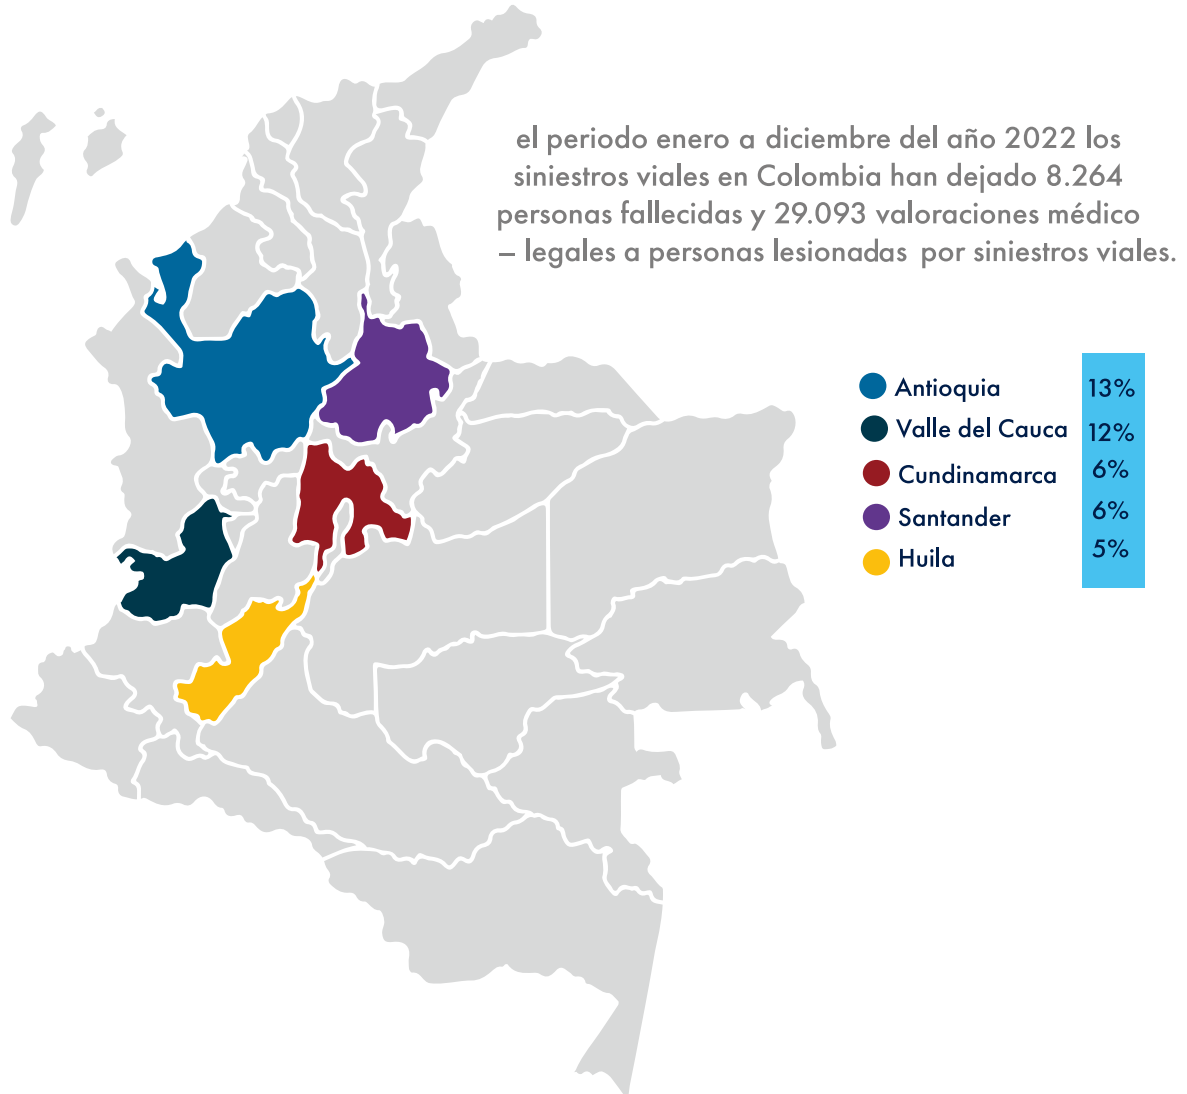 el periodo enero a diciembre del año 2022 los
siniestros viales en Colombia han dejado 8.264
personas fallecidas y 29.093 valoraciones médico
– legales a personas lesionadas por siniestros viales.
Antioquia 13%
Valle del Cauca 12%
Cundinamarca 6%
Santander 6%
Huila 5%